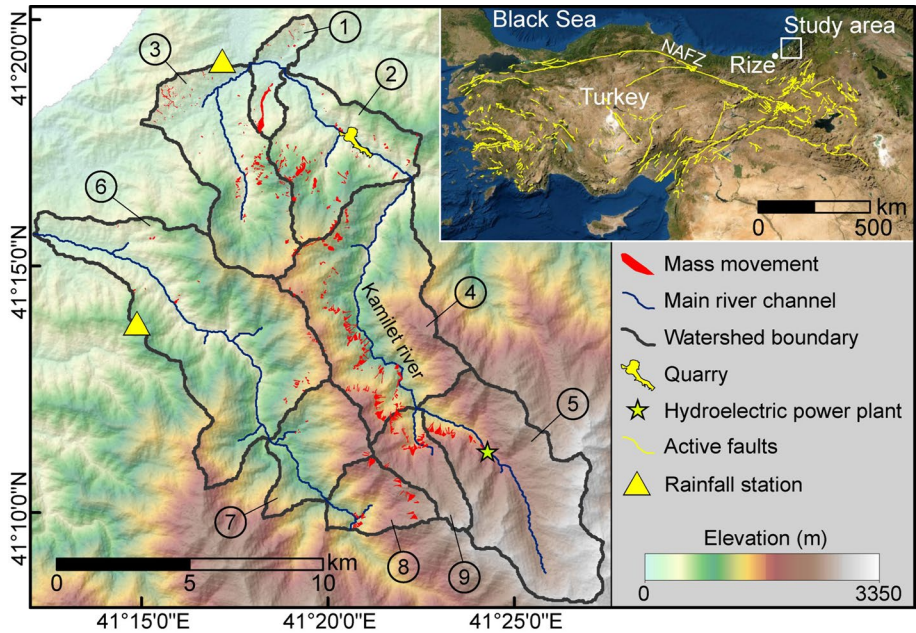 41°20'0"N
41°15'0"N
41°10'0"N
1
3
2
6
4
5
7
8
9
Kamilet river
km
0
5
10
41°15'0"E
41°20'0"E
41°25'0"E
Black Sea
Study area
NAFZ
Rize
Turkey
km
0
500
Mass movement
Main river channel
Watershed boundary
Quarry
Hydroelectric power plant
Active faults
Rainfall station
Elevation (m)
0
3350